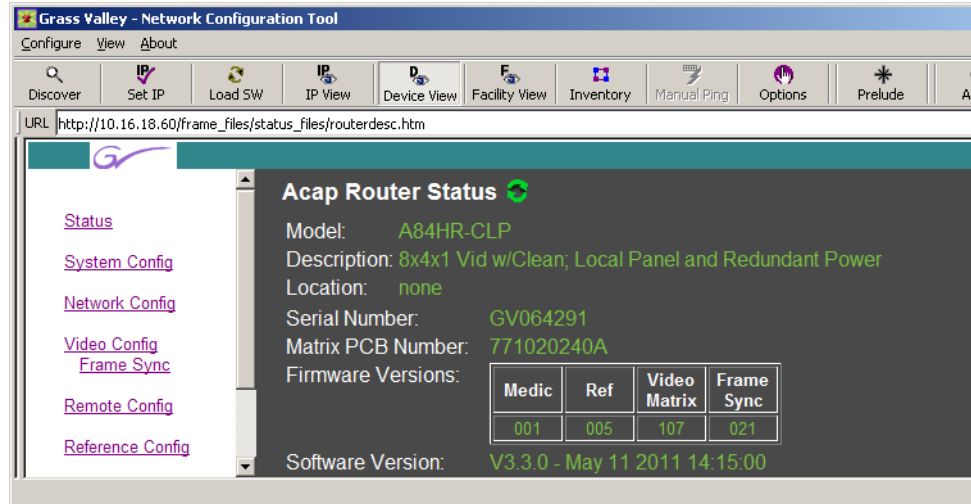 Grass Valley - Network Configuration Tool
Configure View About
Discover Set IP Load SW IP View Device View Facility View Inventory Manual Ping Options Prelude A
URL http://10.16.18.60/frame_files/status_files/routerdesc.htm
Acap Router Status
Status
System Config
Network Config
Video Config
Frame Sync
Remote Config
Reference Config
Model: A84HR-CLP
Description: 8x4x1 Vid w/Clean; Local Panel and Redundant Power
Location: none
Serial Number: GV064291
Matrix PCB Number: 771020240A
Firmware Versions:
Medic Ref Video Matrix Frame Sync
001 005 107 021
Software Version: V3.3.0 - May 11 2011 14:15:00